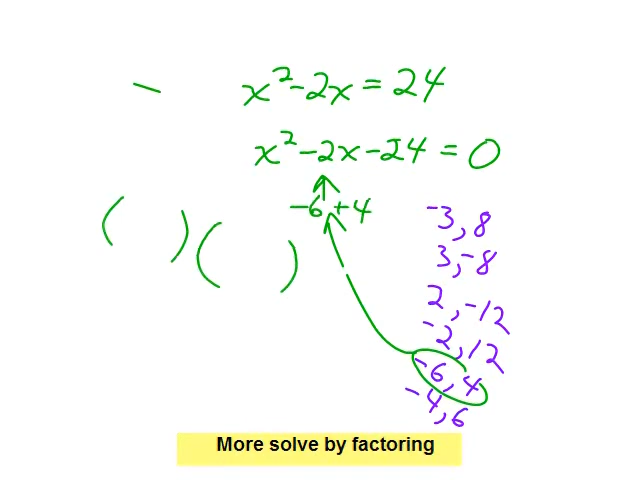 x² - 2x = 24
x² - 2x - 24 = 0
-6 + 4
( ) ( )
-3, 8
3, -8
2, -12
-2, 12
-6, 4
-4, 6
More solve by factoring